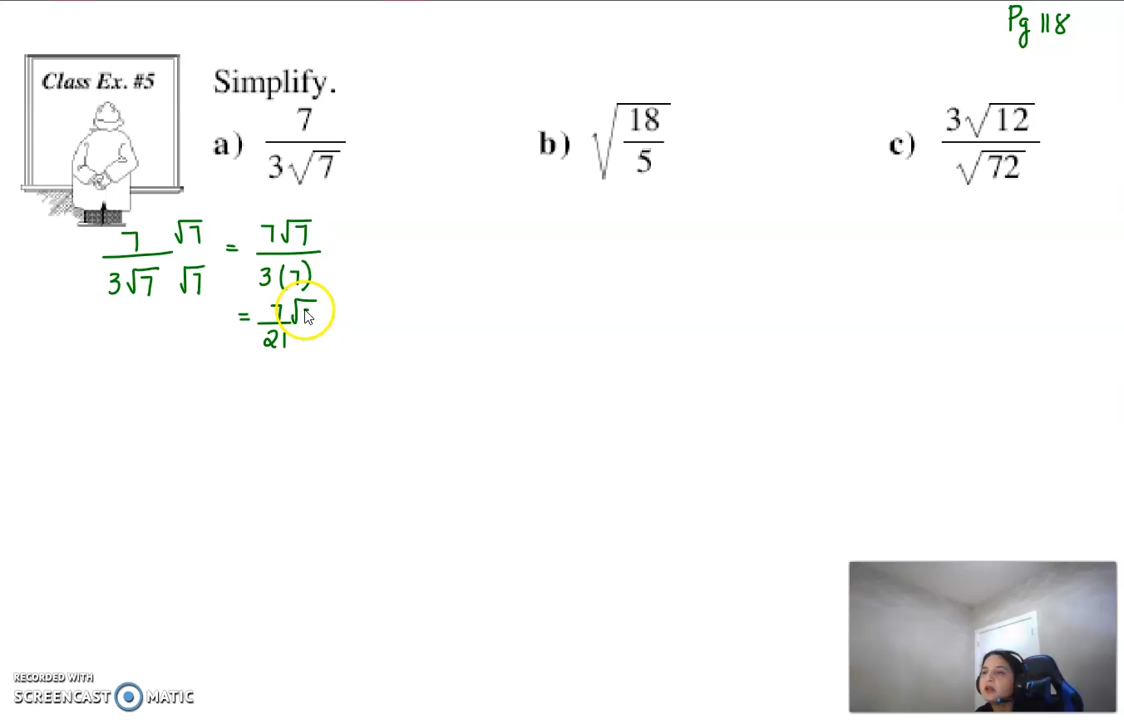 Pg 118
Class Ex. #5
Simplify.
a) 7 / 3√7
b) √(18/5)
c) 3√12 / √72
7 √7 / 3√7 √7 = 7√7 / 3(7)
= 7√ / 21
RECORDED WITH
SCREENCAST MATIC